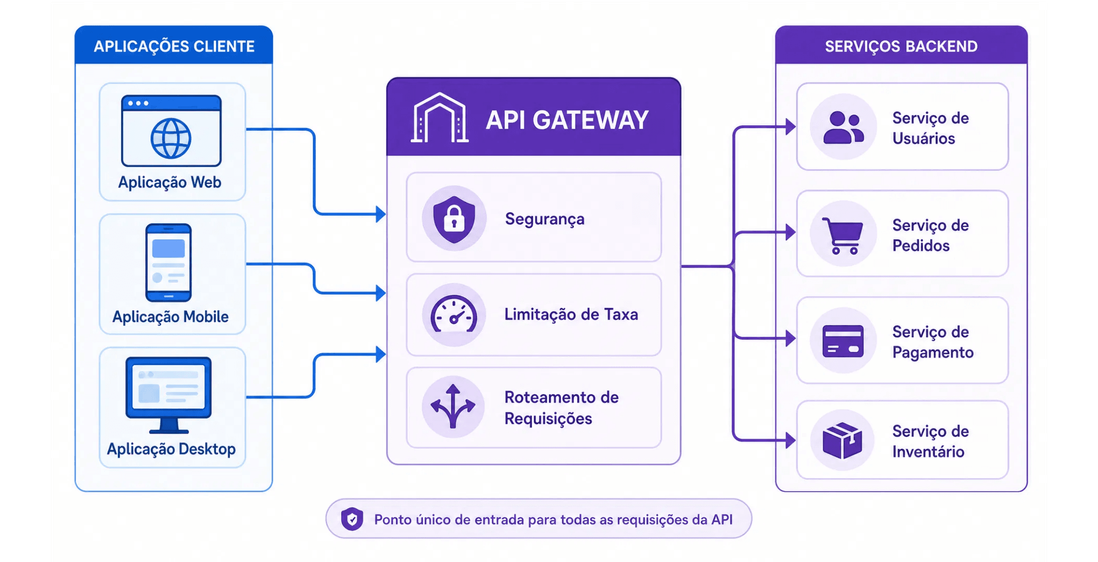 APLICAÇÕES CLIENTE
Aplicação Web
Aplicação Mobile
Aplicação Desktop
API GATEWAY
Segurança
Limitação de Taxa
Roteamento de
Requisições
SERVIÇOS BACKEND
Serviço de
Usuários
Serviço de
Pedidos
Serviço de
Pagamento
Serviço de
Inventário
Ponto único de entrada para todas as requisições da API